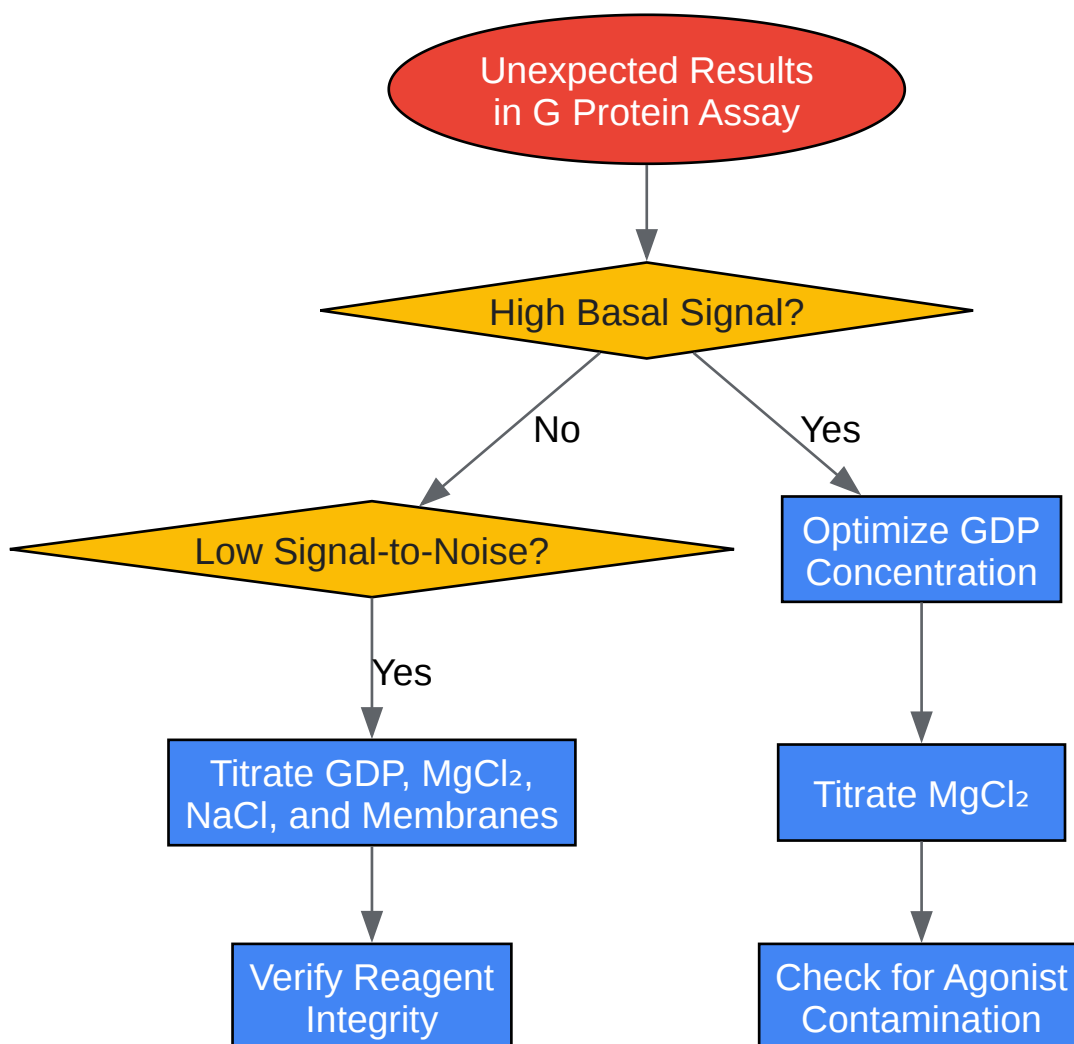 Unexpected Results
in G Protein Assay
High Basal Signal?
No
Yes
Low Signal-to-Noise?
Optimize GDP
Concentration
Yes
Titrate GDP, MgCl₂,
NaCl, and Membranes
Titrate MgCl₂
Verify Reagent
Integrity
Check for Agonist
Contamination